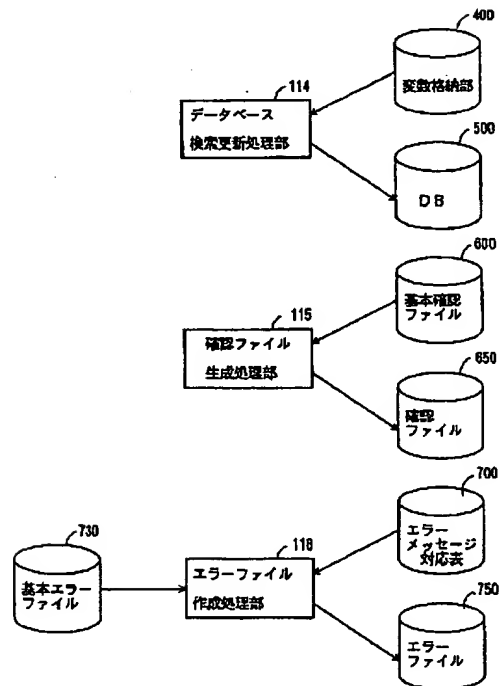 400
変数格納部
114
データベース
検索更新処理部
500
DB
600
基本確認
ファイル
115
確認ファイル
生成処理部
650
確認
ファイル
700
エラー
メッセージ
対応表
730
基本エラー
ファイル
118
エラーファイル
作成処理部
750
エラー
ファイル